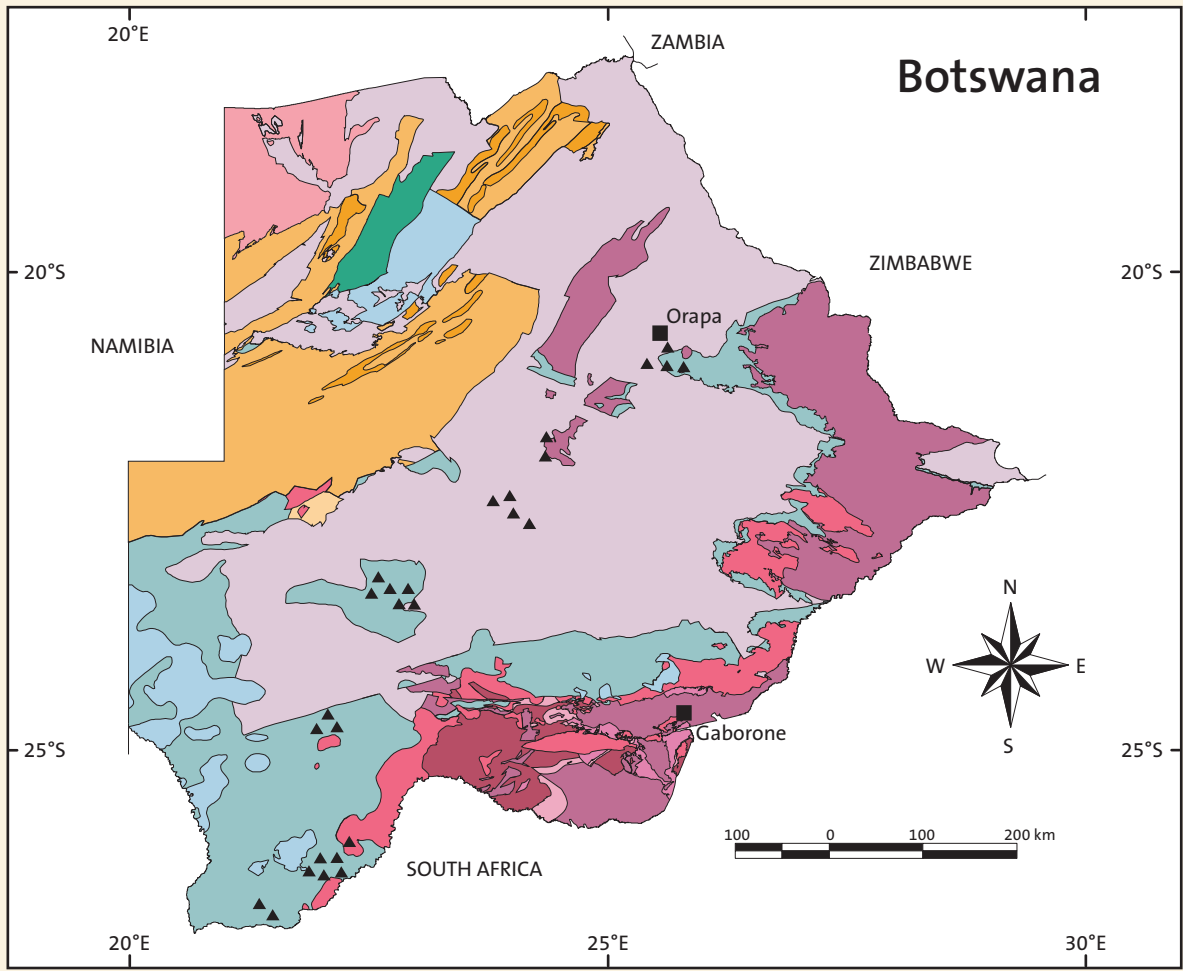 20°E
ZAMBIA
Botswana
20°S
ZIMBABWE
20°S
Orapa
NAMIBIA
N
W
E
S
Gaborone
25°S
25°S
100 0 100 200 km
SOUTH AFRICA
20°E
25°E
30°E